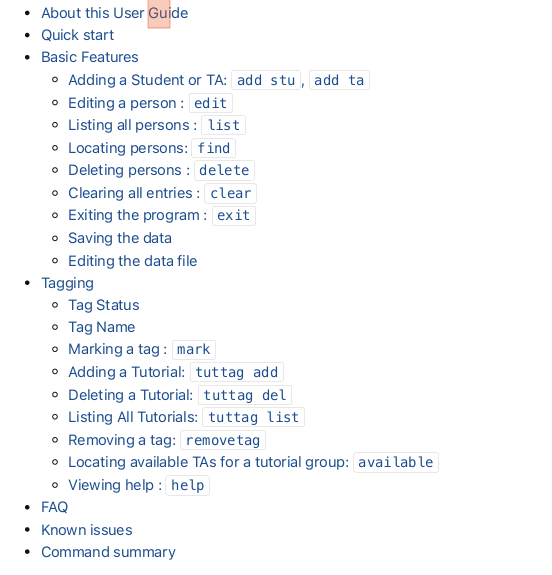 About this User Guide
Quick start
Basic Features
Adding a Student or TA: add stu, add ta
Editing a person : edit
Listing all persons : list
Locating persons: find
Deleting persons : delete
Clearing all entries : clear
Exiting the program : exit
Saving the data
Editing the data file
Tagging
Tag Status
Tag Name
Marking a tag : mark
Adding a Tutorial: tuttag add
Deleting a Tutorial: tuttag del
Listing All Tutorials: tuttag list
Removing a tag: removetag
Locating available TAs for a tutorial group: available
Viewing help : help
FAQ
Known issues
Command summary